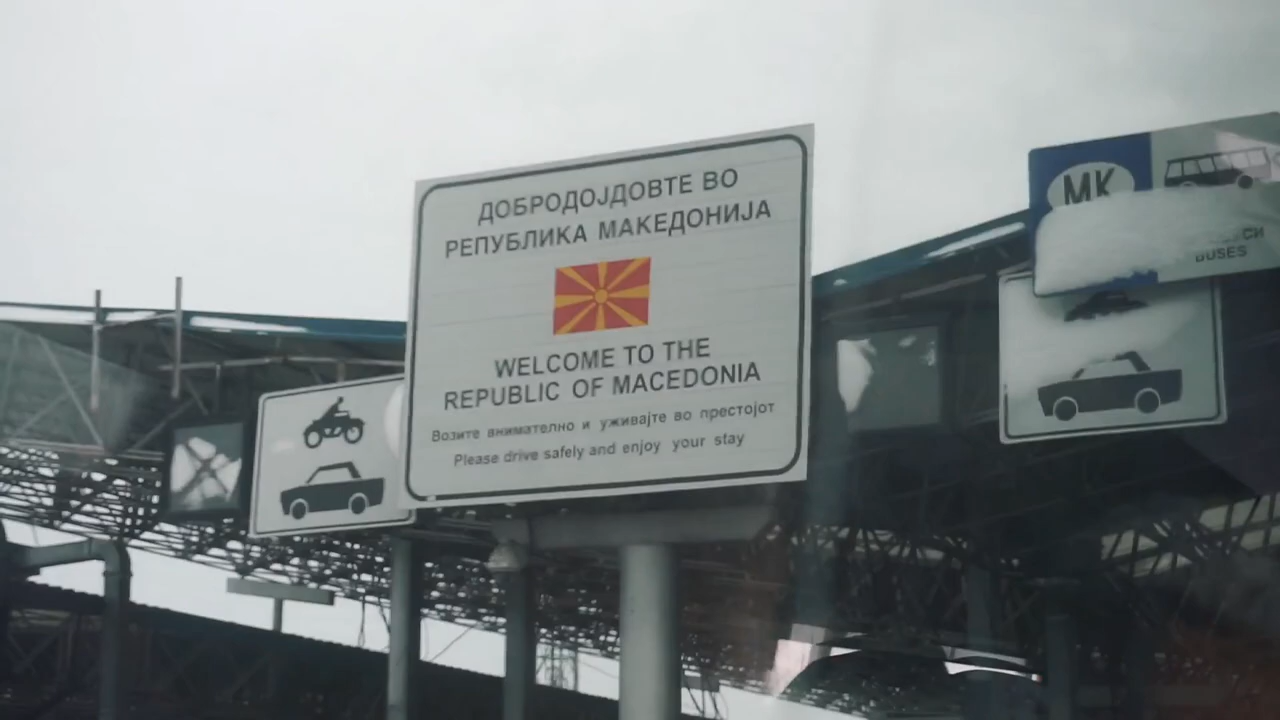 ДОБРОДОЈДОВТЕ ВО
РЕПУБЛИКА МАКЕДОНИЈА
WELCOME TO THE
REPUBLIC OF MACEDONIA
Возите внимателно и уживајте во престојот
Please drive safely and enjoy your stay
MK
BUSES